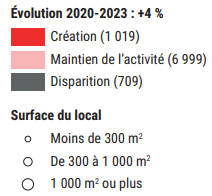 Évolution 2020-2023 : +4 %
Création (1 019)
Maintien de l'activité (6 999)
Disparition (709)
Surface du local
Moins de 300 m²
De 300 à 1 000 m²
1 000 m² ou plus